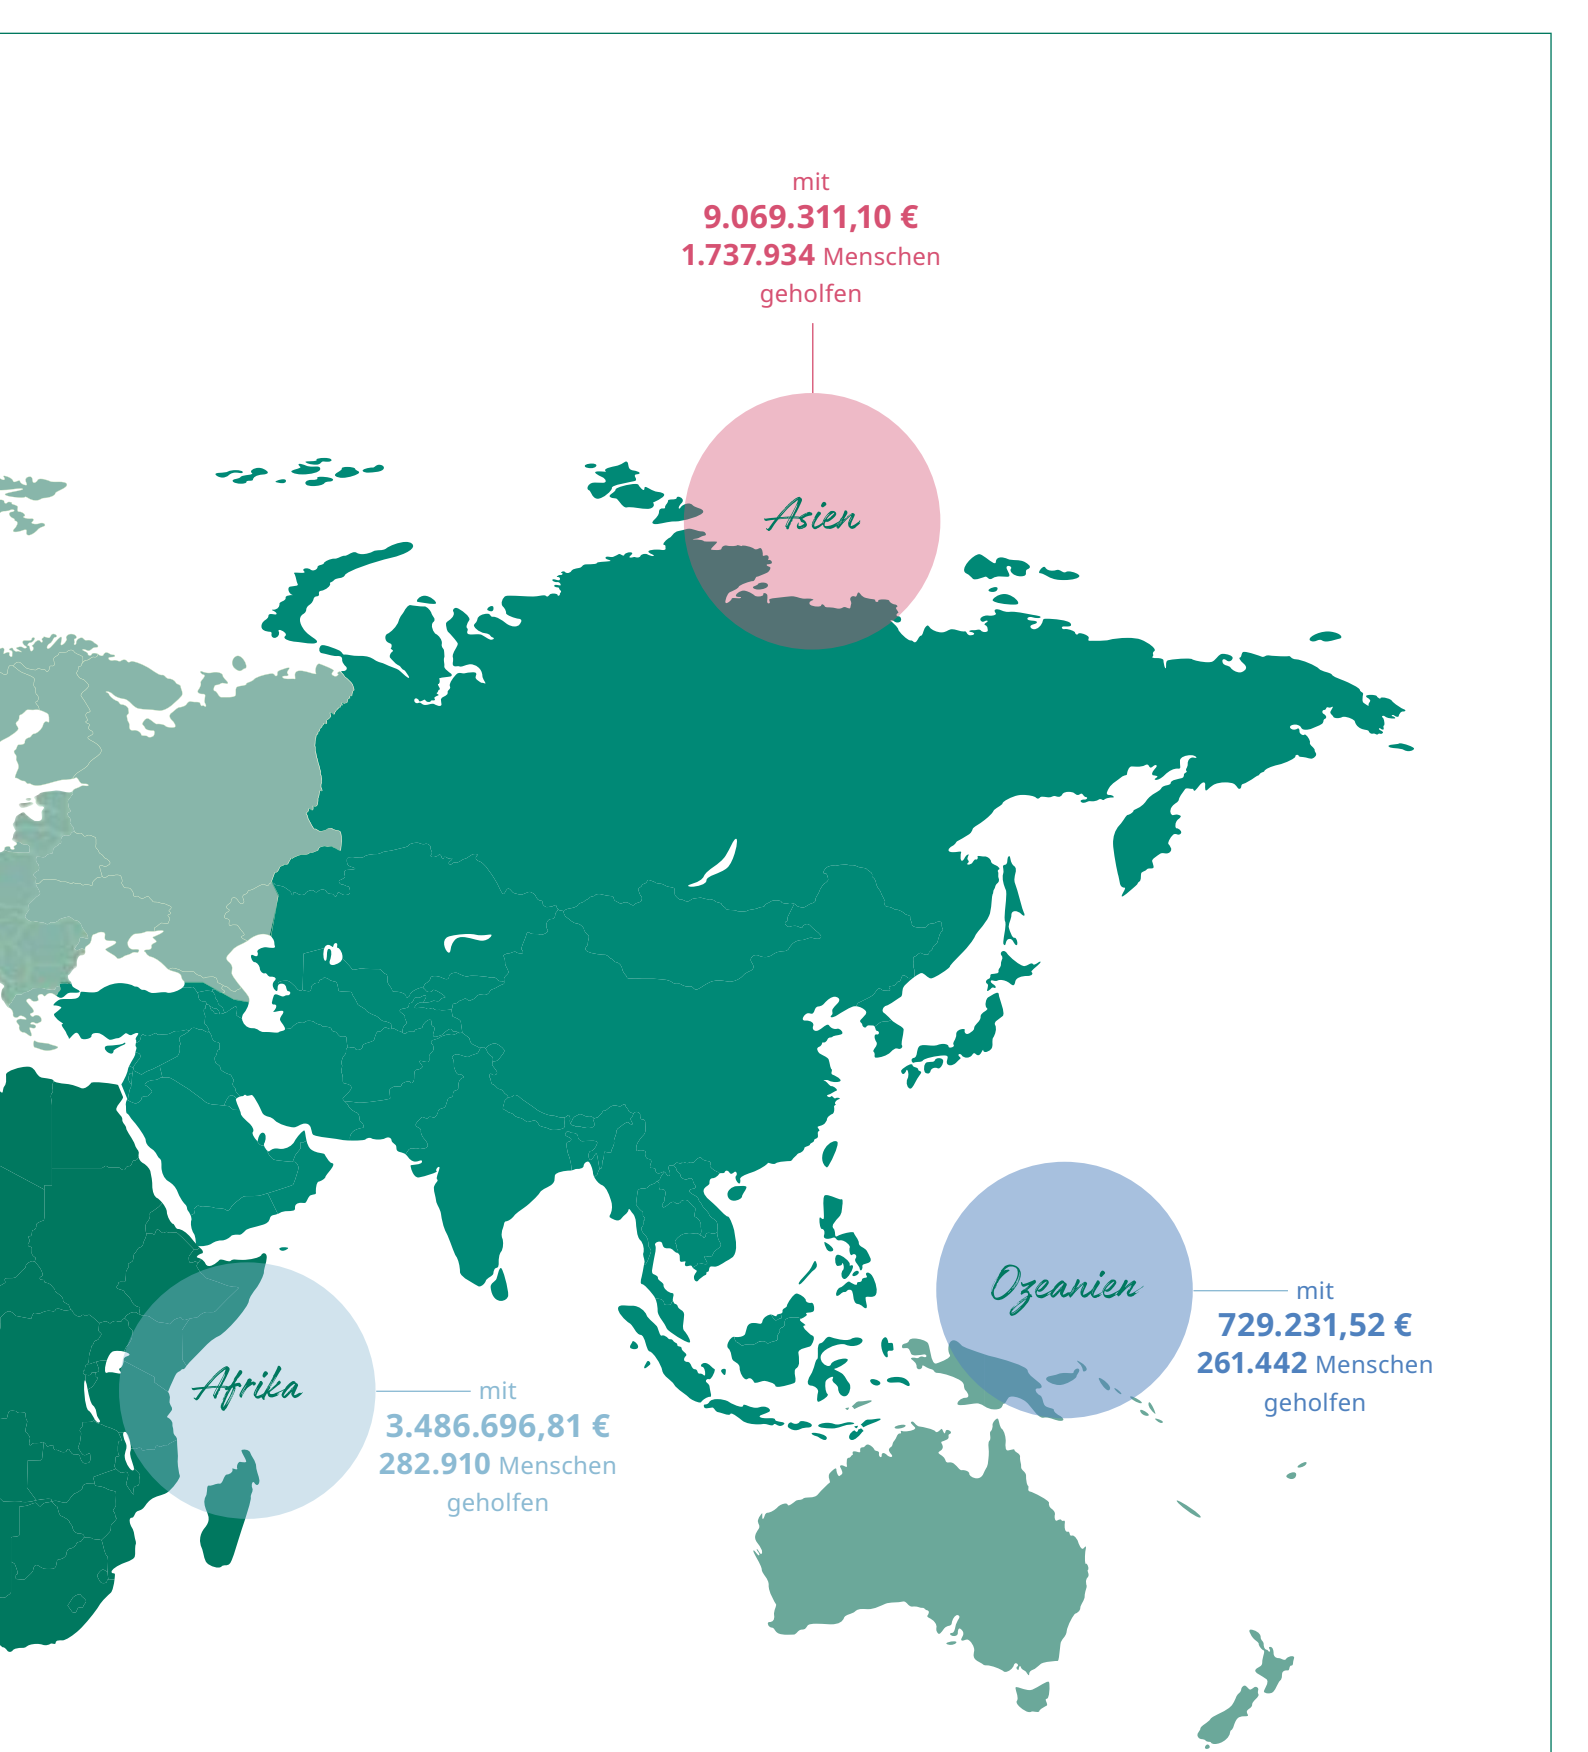 mit
9.069.311,10 €
1.737.934 Menschen
geholfen
Asien
Ozeanien
mit
729.231,52 €
261.442 Menschen
geholfen
Afrika
mit
3.486.696,81 €
282.910 Menschen
geholfen